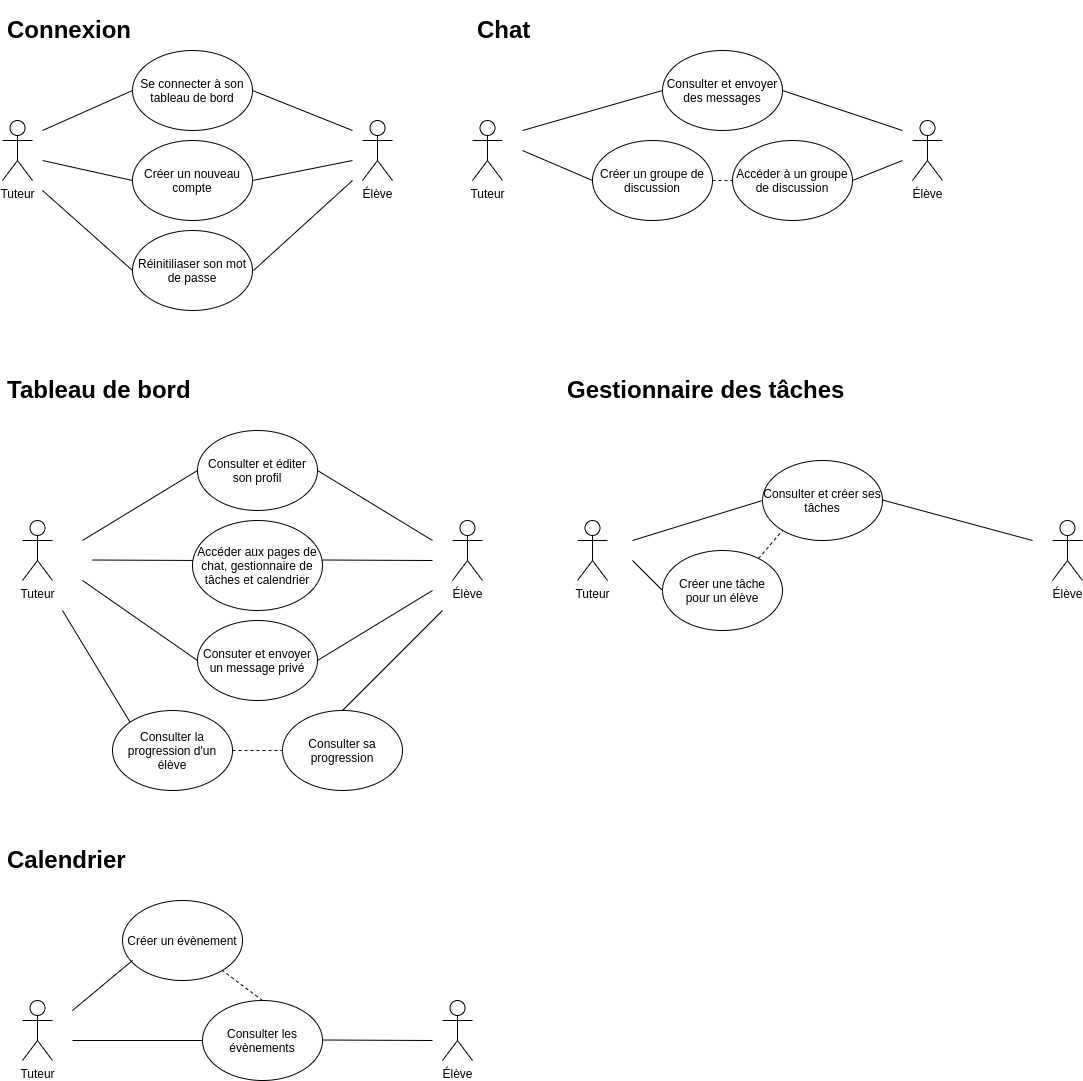 Connexion
Se connecter à son
tableau de bord
Créer un nouveau
compte
Réinitiliaser son mot
de passe
Tuteur
Élève
Chat
Consulter et envoyer
des messages
Créer un groupe de
discussion
Accéder à un groupe
de discussion
Tuteur
Élève
Tableau de bord
Consulter et éditer
son profil
Accéder aux pages de
chat, gestionnaire de
tâches et calendrier
Consuter et envoyer
un message privé
Consulter la
progression d'un
élève
Consulter sa
progression
Tuteur
Élève
Gestionnaire des tâches
Consulter et créer ses
tâches
Créer une tâche
pour un élève
Tuteur
Élève
Calendrier
Créer un évènement
Consulter les
évènements
Tuteur
Élève